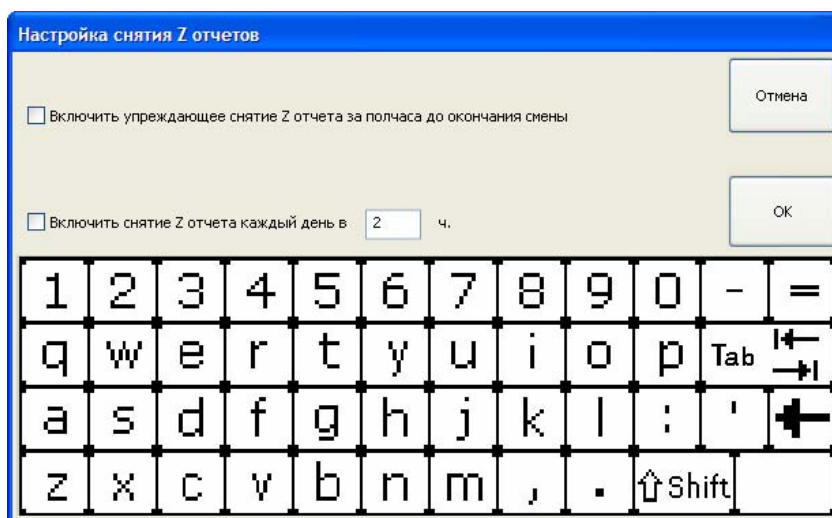 Настройка снятия Z отчетов
Отмена
Включить упреждающее снятие Z отчета за полчаса до окончания смены
OK
Включить снятие Z отчета каждый день в 2 ч.
1 2 3 4 5 6 7 8 9 0 - =
q w e r t y u i o p Tab
a s d f g h j k l : '
z x c v b n m , . Shift